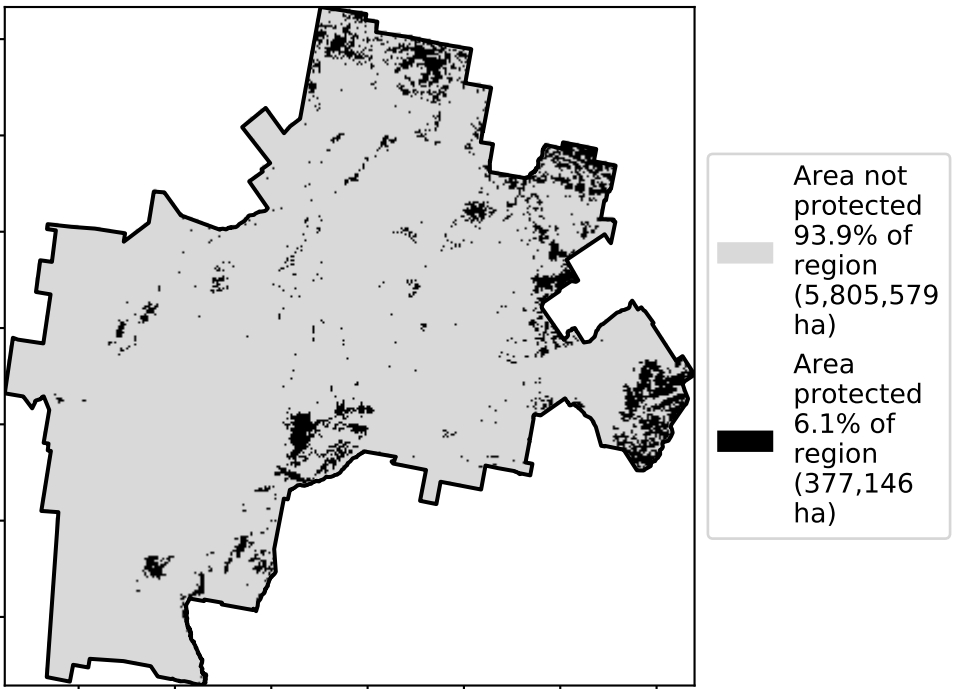 Area not
protected
93.9% of
region
(5,805,579
ha)
Area
protected
6.1% of
region
(377,146
ha)